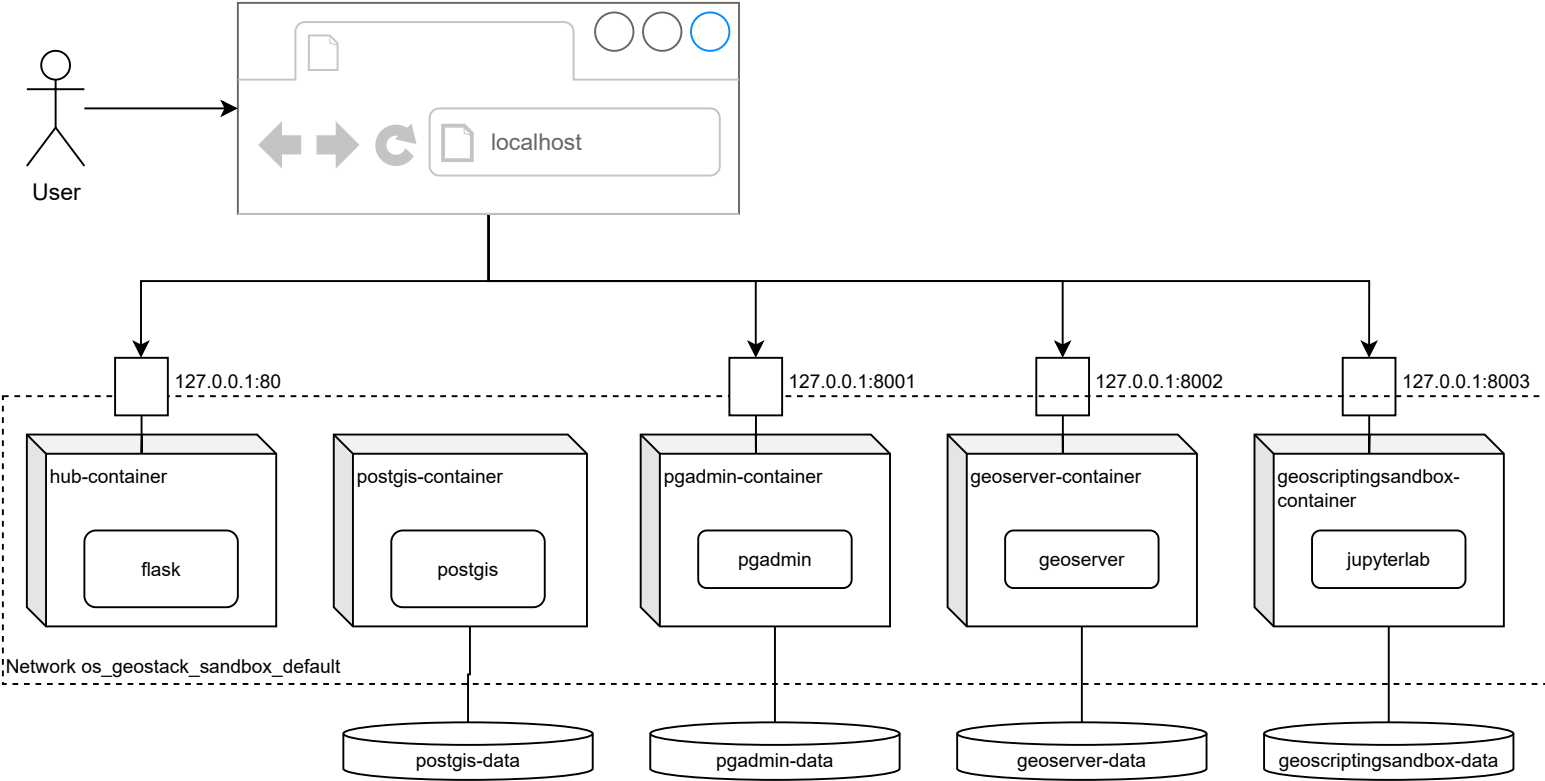 localhost
User
127.0.0.1:80
127.0.0.1:8001
127.0.0.1:8002
127.0.0.1:8003
hub-container
postgis-container
pgadmin-container
geoserver-container
geoscriptingsandbox-
container
flask
postgis
pgadmin
geoserver
jupyterlab
Network os_geostack_sandbox_default
postgis-data
pgadmin-data
geoserver-data
geoscriptingsandbox-data